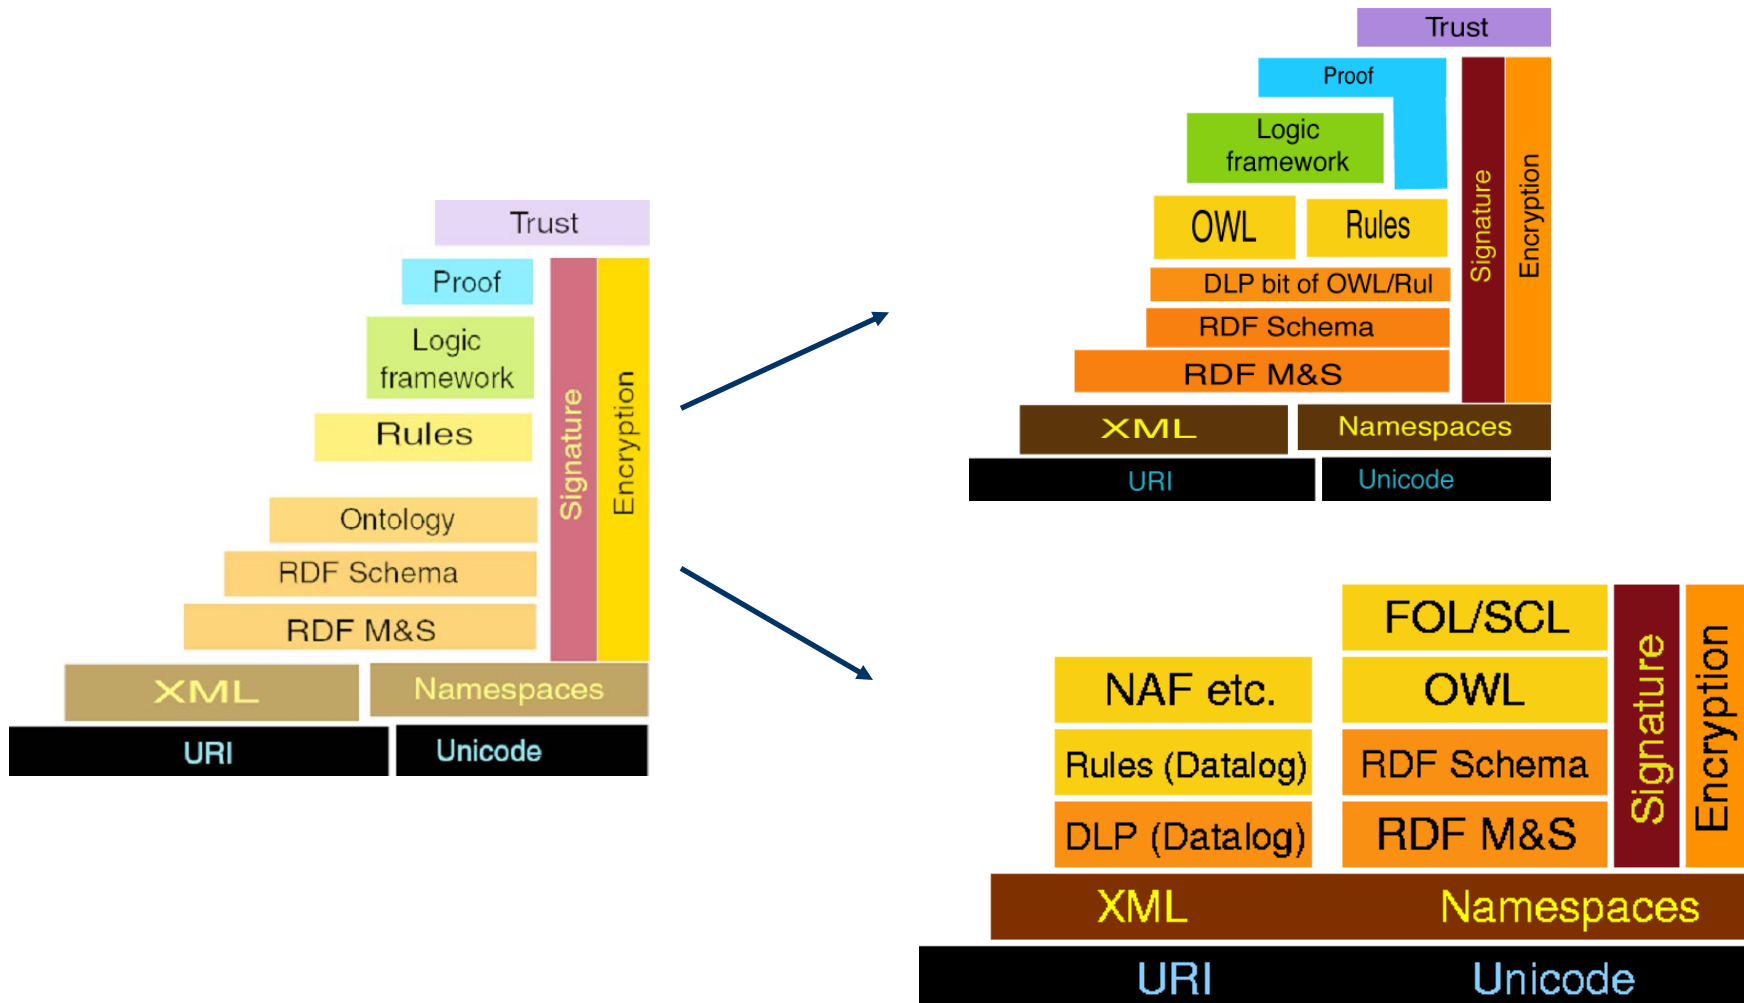 Trust
Proof
Logic
framework
Rules
Ontology
RDF Schema
RDF M&S
Signature
Encryption
XML
Namespaces
URI
Unicode
Trust
Proof
Logic
framework
OWL
Rules
DLP bit of OWL/Rul
RDF Schema
RDF M&S
Signature
Encryption
XML
Namespaces
URI
Unicode
FOL/SCL
NAF etc.
OWL
Rules (Datalog)
RDF Schema
DLP (Datalog)
RDF M&S
Signature
Encryption
XML
Namespaces
URI
Unicode